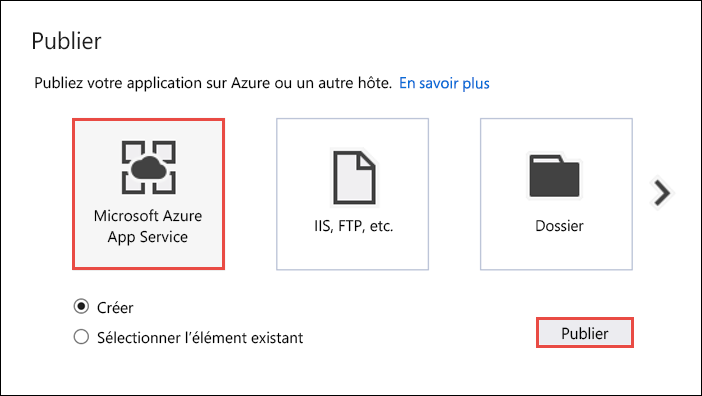 Publier
Publiez votre application sur Azure ou un autre hôte. En savoir plus
Microsoft Azure
App Service
IIS, FTP, etc.
Dossier
Créer
Sélectionner l’élément existant
Publier